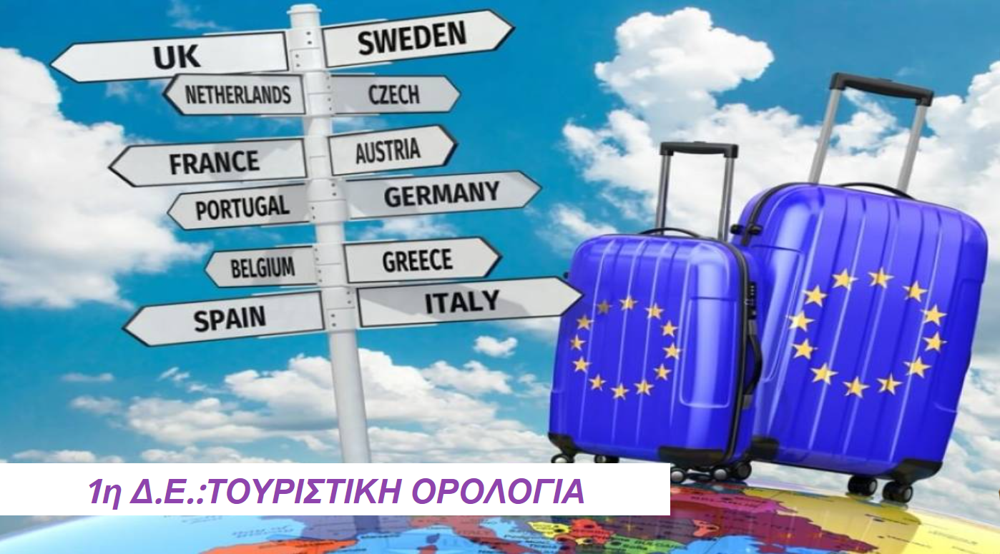 UK
SWEDEN
NETHERLANDS
CZECH
FRANCE
AUSTRIA
PORTUGAL
GERMANY
BELGIUM
GREECE
SPAIN
ITALY
1η Δ.Ε.:ΤΟΥΡΙΣΤΙΚΗ ΟΡΟΛΟΓΙΑ